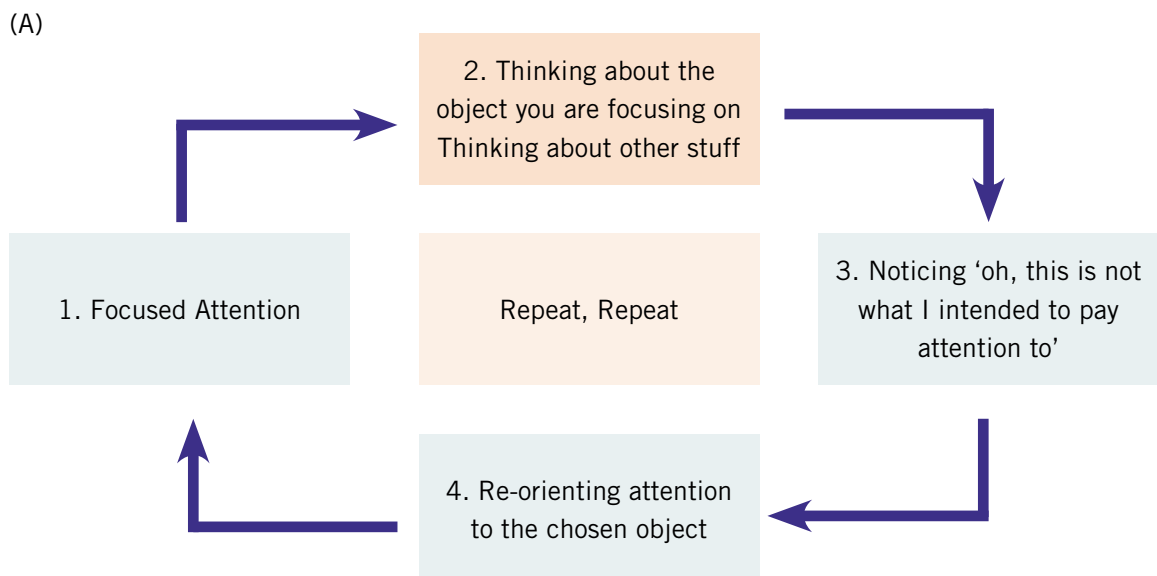 (A)
2. Thinking about the
object you are focusing on
Thinking about other stuff
1. Focused Attention
Repeat, Repeat
3. Noticing ‘oh, this is not
what I intended to pay
attention to’
4. Re-orienting attention
to the chosen object